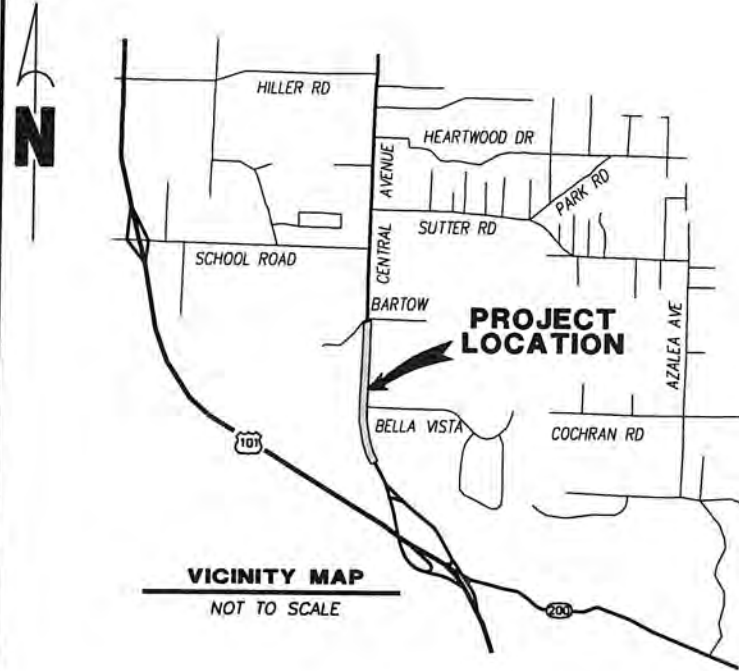 N
HILLER RD
HEARTWOOD DR
AVENUE
PARK RD
SUTTER RD
CENTRAL
SCHOOL ROAD
BARTOW
PROJECT
LOCATION
AZALEA AVE
BELLA VISTA
COCHRAN RD
101
VICINITY MAP
NOT TO SCALE
200